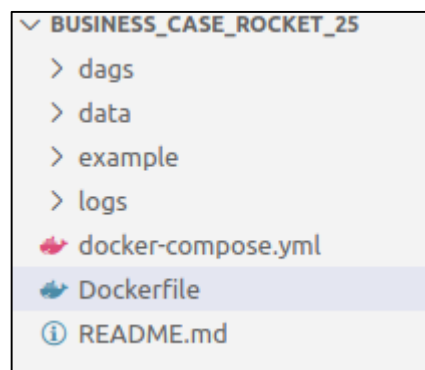 BUSINESS_CASE_ROCKET_25
dags
data
example
logs
docker-compose.yml
Dockerfile
README.md